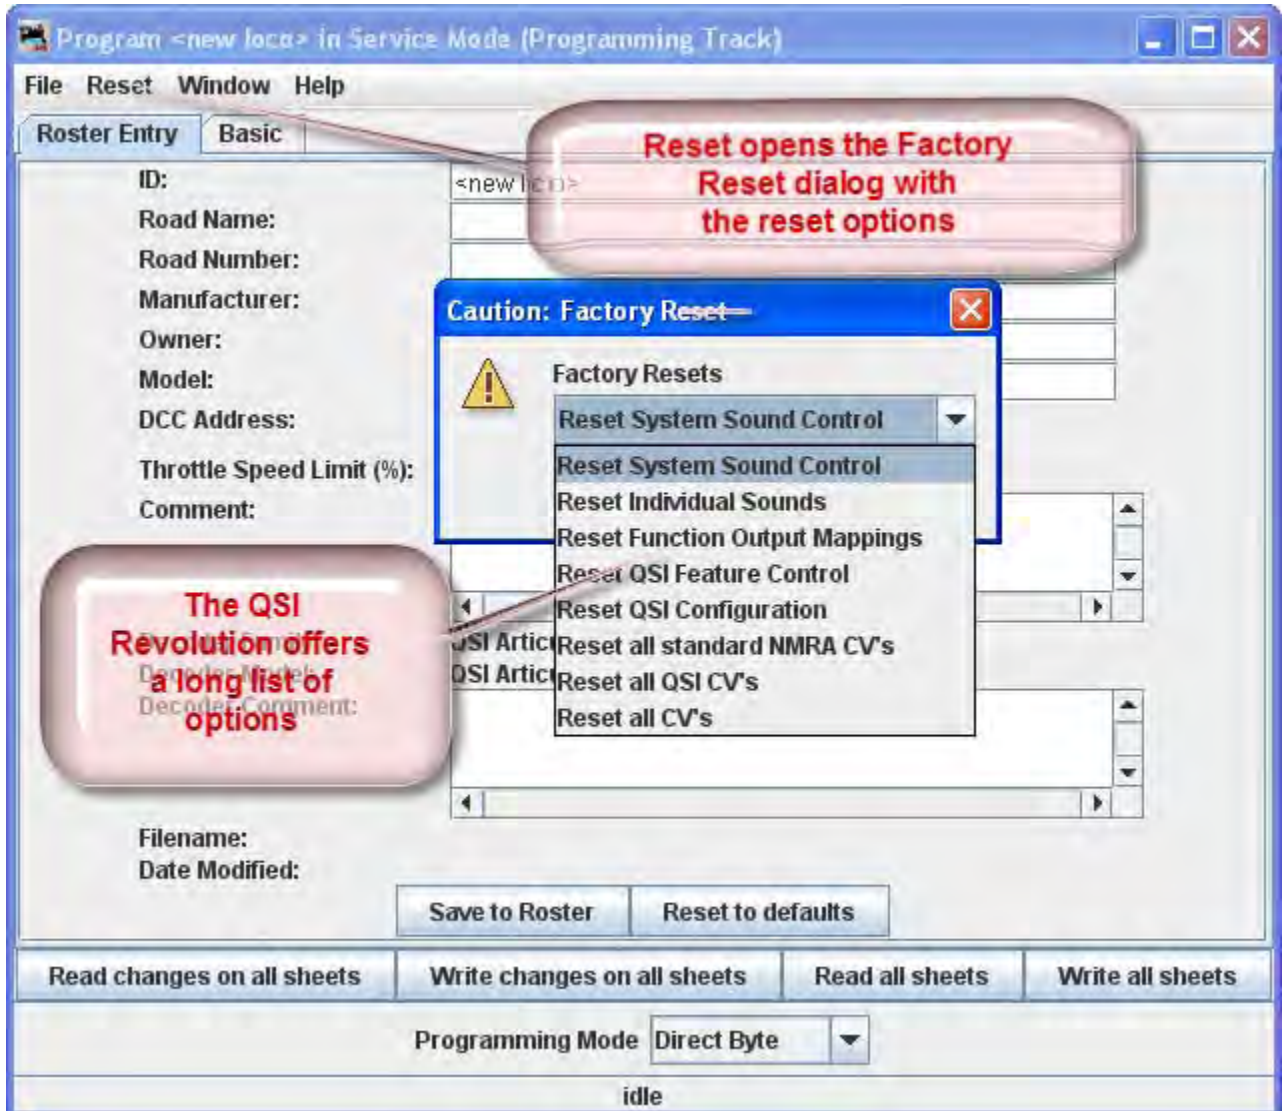 Program <new loco> in Service Mode (Programming Track)
File Reset Window Help
Roster Entry Basic
Reset opens the Factory
Reset dialog with
the reset options
ID: <new loco>
Road Name:
Road Number:
Manufacturer:
Owner:
Model:
DCC Address:
Throttle Speed Limit (%):
Comment:
Caution: Factory Reset
Factory Resets
Reset System Sound Control
Reset System Sound Control
Reset Individual Sounds
Reset Function Output Mappings
Reset QSI Feature Control
Reset QSI Configuration
Reset all standard NMRA CV's
Reset all QSI CV's
Reset all CV's
The QSI
Revolution offers
a long list of
options
QSI
Decoder Model: QSI
Decoder Comment:
Filename:
Date Modified:
Save to Roster Reset to defaults
Read changes on all sheets Write changes on all sheets Read all sheets Write all sheets
Programming Mode Direct Byte
idle